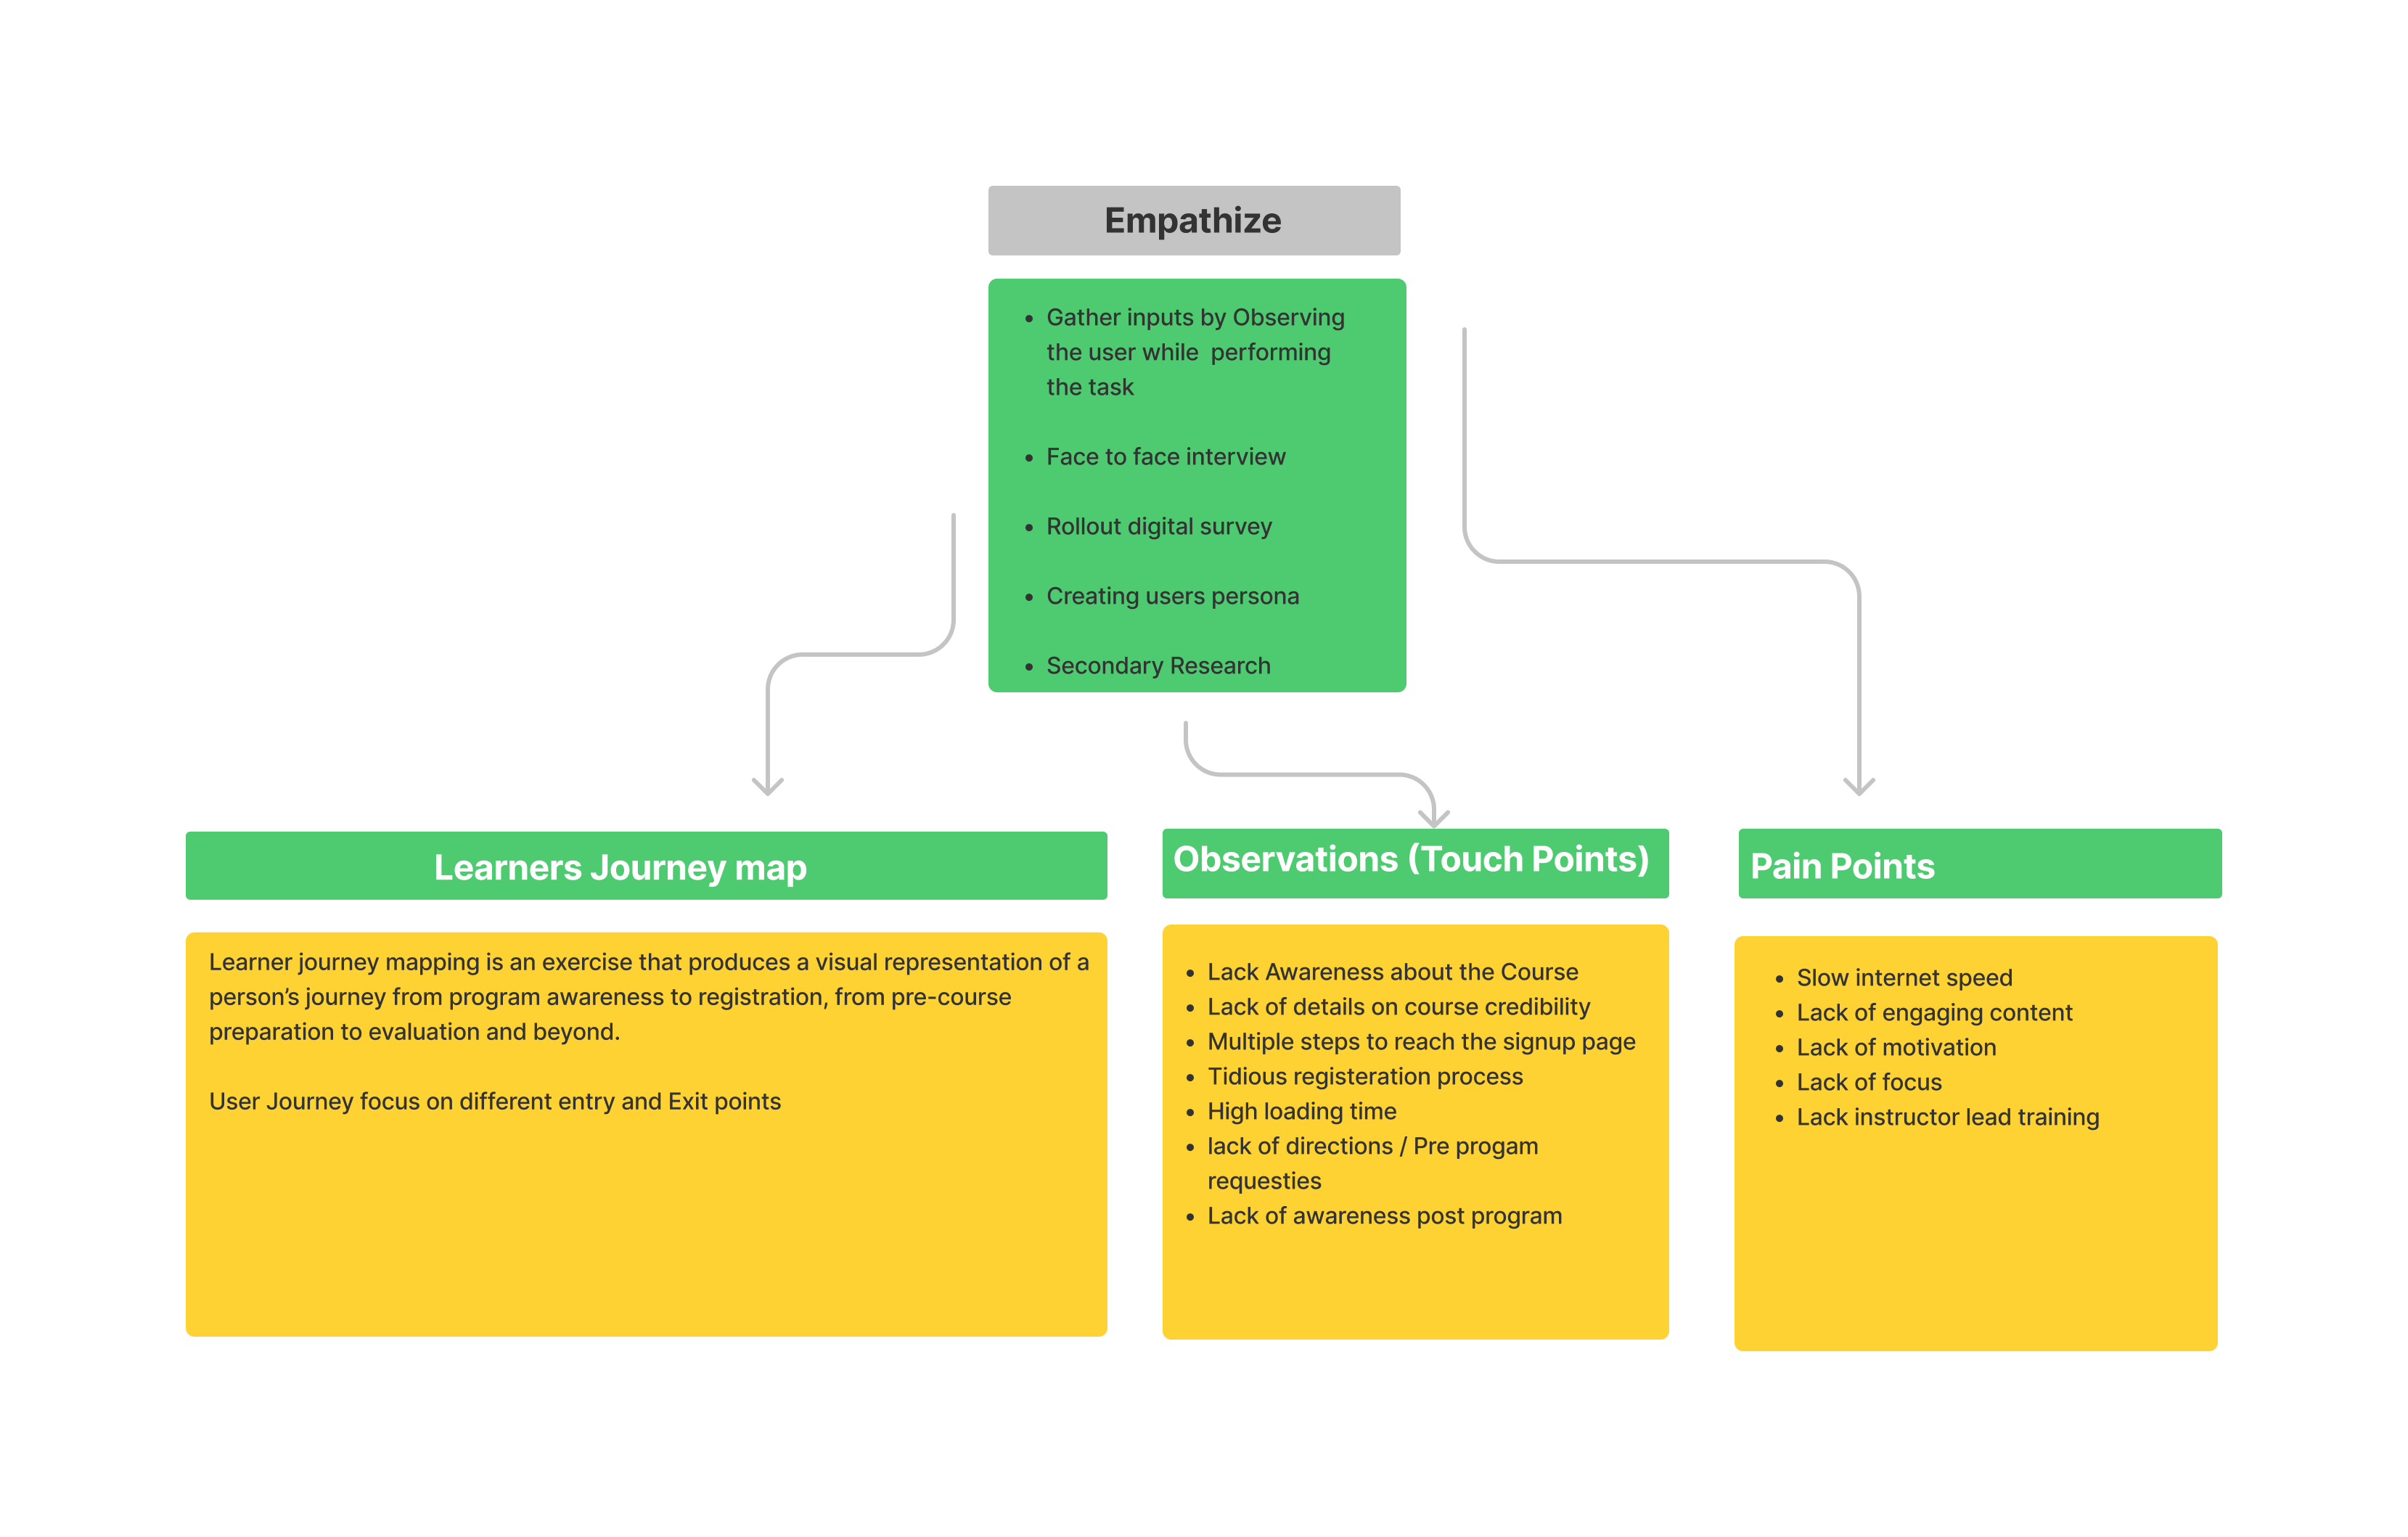 Empathize
• Gather inputs by Observing
the user while  performing
the task
• Face to face interview
• Rollout digital survey
• Creating users persona
• Secondary Research
Learners Journey map
Learner journey mapping is an exercise that produces a visual representation of a
person’s journey from program awareness to registration, from pre-course
preparation to evaluation and beyond.
User Journey focus on different entry and Exit points
Observations (Touch Points)
• Lack Awareness about the Course
• Lack of details on course credibility
• Multiple steps to reach the signup page
• Tidious registeration process
• High loading time
• lack of directions / Pre progam
requesties
• Lack of awareness post program
Pain Points
• Slow internet speed
• Lack of engaging content
• Lack of motivation
• Lack of focus
• Lack instructor lead training